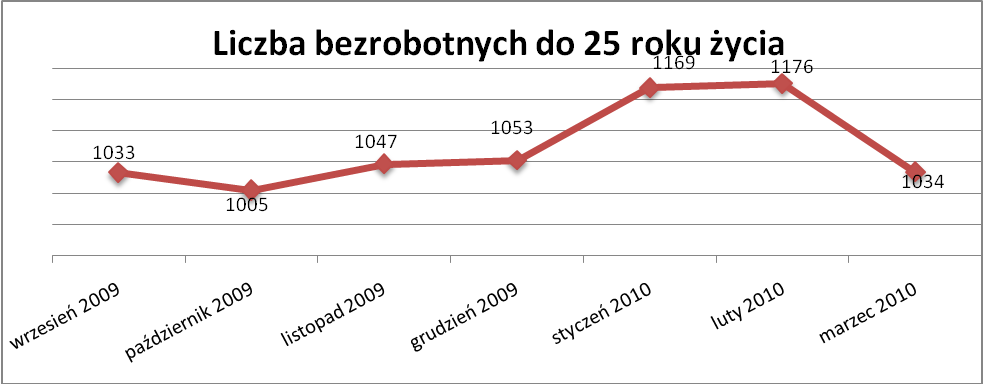 Liczba bezrobotnych do 25 roku życia
1033
1005
1047
1053
1169
1176
1034
wrzesień 2009
październik 2009
listopad 2009
grudzień 2009
styczeń 2010
luty 2010
marzec 2010